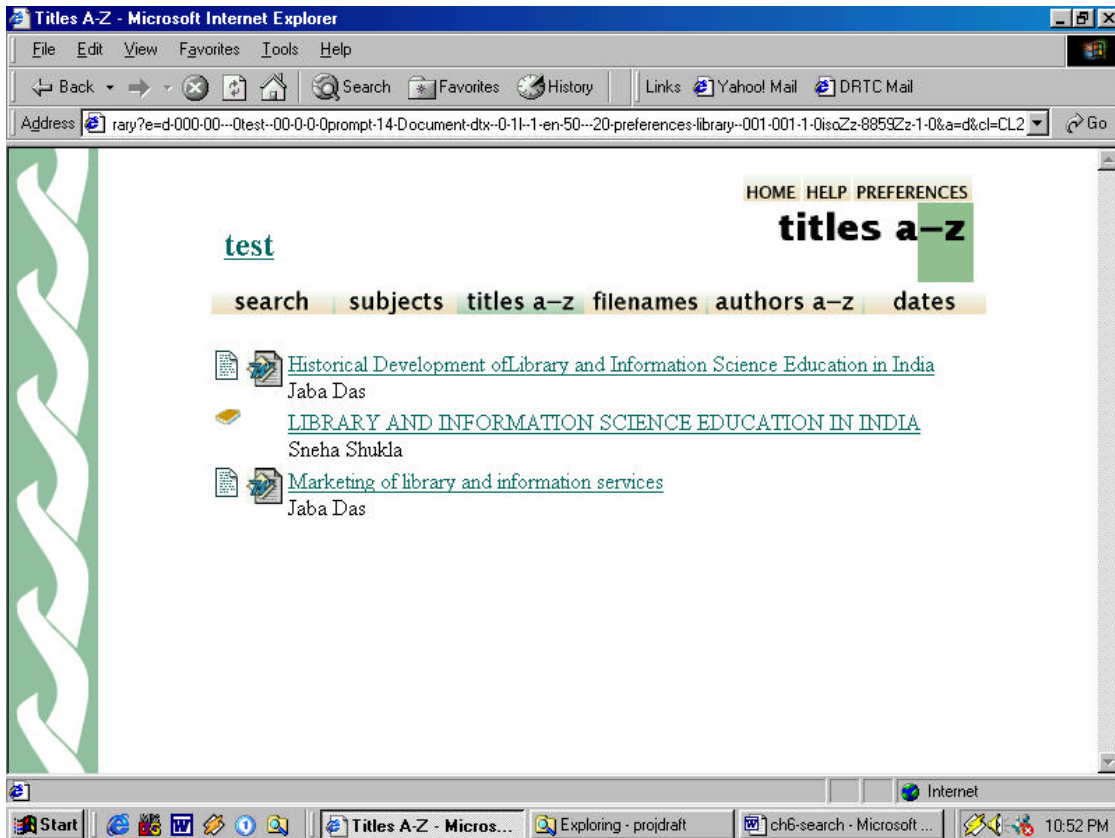 Titles A-Z - Microsoft Internet Explorer
File Edit View Favorites Tools Help
Back Search Favorites History Links Yahoo! Mail DRTC Mail
Address rary?e=d-000-00---0test--00-0-0-0prompt-14-Document-dtx--0-1l--1-en-50---20-preferences-library--001-001-1-0isoZz-8859Zz-1-0&a=d&cl=CL2 Go
HOME HELP PREFERENCES
titles a–z
test
search subjects titles a–z filenames authors a–z dates
Historical Development ofLibrary and Information Science Education in India
Jaba Das
LIBRARY AND INFORMATION SCIENCE EDUCATION IN INDIA
Sneha Shukla
Marketing of library and information services
Jaba Das
Internet
Start Titles A-Z - Micros... Exploring - projdraft ch6-search - Microsoft ... 10:52 PM